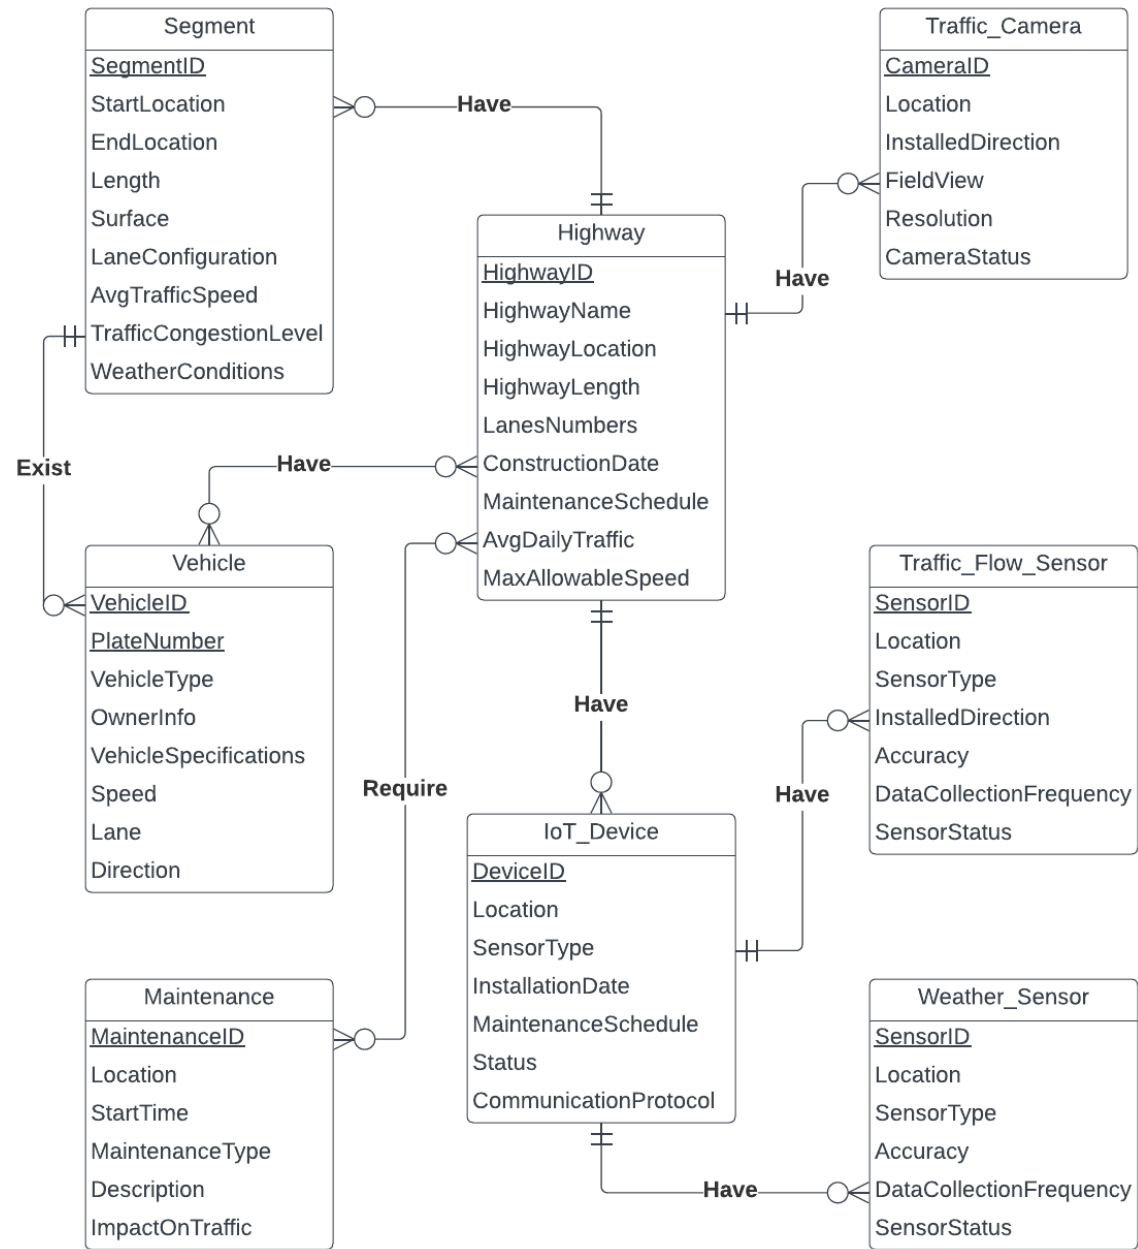 Segment
SegmentID
StartLocation
EndLocation
Length
Surface
LaneConfiguration
AvgTrafficSpeed
TrafficCongestionLevel
WeatherConditions
Have
Traffic_Camera
CameraID
Location
InstalledDirection
FieldView
Resolution
CameraStatus
Have
Highway
HighwayID
HighwayName
HighwayLocation
HighwayLength
LanesNumbers
ConstructionDate
MaintenanceSchedule
AvgDailyTraffic
MaxAllowableSpeed
Exist
Have
Vehicle
VehicleID
PlateNumber
VehicleType
OwnerInfo
VehicleSpecifications
Speed
Lane
Direction
Require
Have
Traffic_Flow_Sensor
SensorID
Location
SensorType
InstalledDirection
Accuracy
DataCollectionFrequency
SensorStatus
Have
IoT_Device
DeviceID
Location
SensorType
InstallationDate
MaintenanceSchedule
Status
CommunicationProtocol
Maintenance
MaintenanceID
Location
StartTime
MaintenanceType
Description
ImpactOnTraffic
Have
Weather_Sensor
SensorID
Location
SensorType
Accuracy
DataCollectionFrequency
SensorStatus